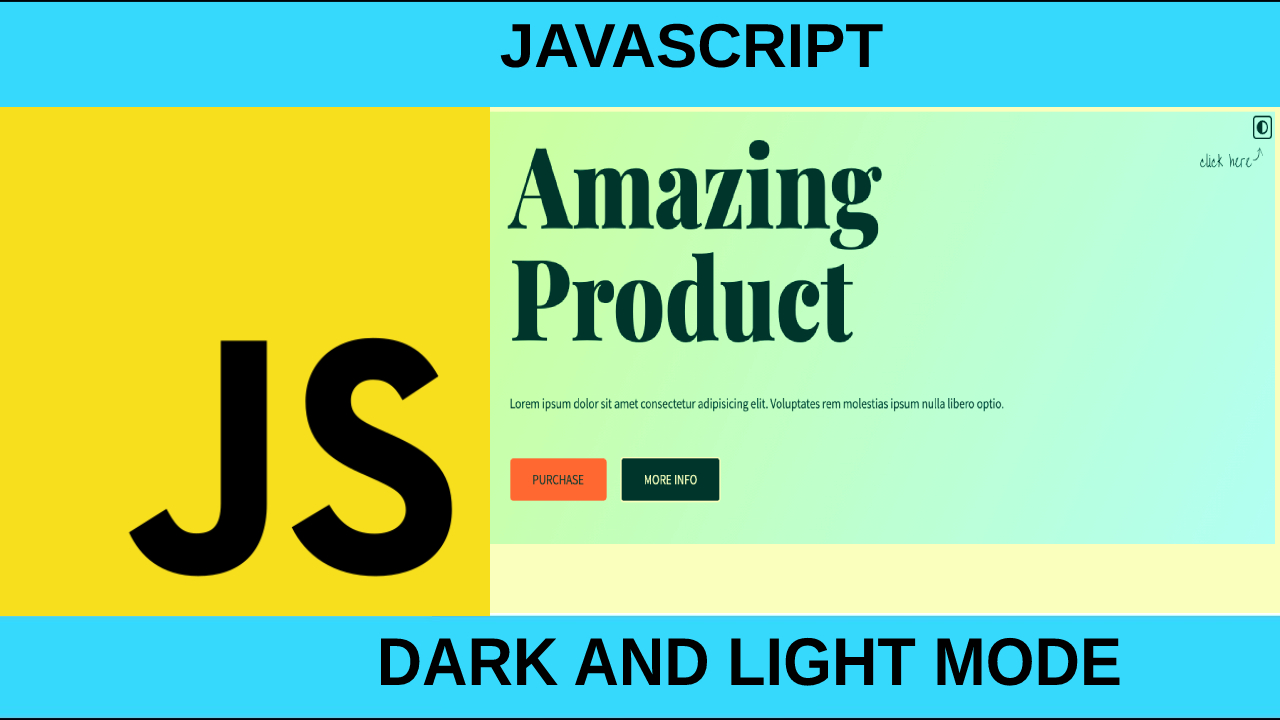 JAVASCRIPT
JS
Amazing
Product
click here
Lorem ipsum dolor sit amet consectetur adipisicing elit. Voluptates rem molestias ipsum nulla libero optio.
PURCHASE
MORE INFO
DARK AND LIGHT MODE